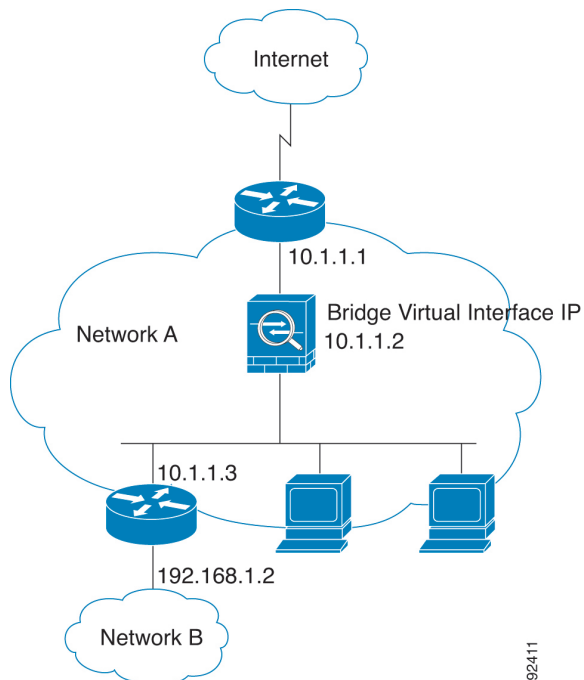 Internet
10.1.1.1
Bridge Virtual Interface IP
10.1.1.2
Network A
10.1.1.3
192.168.1.2
Network B
92411